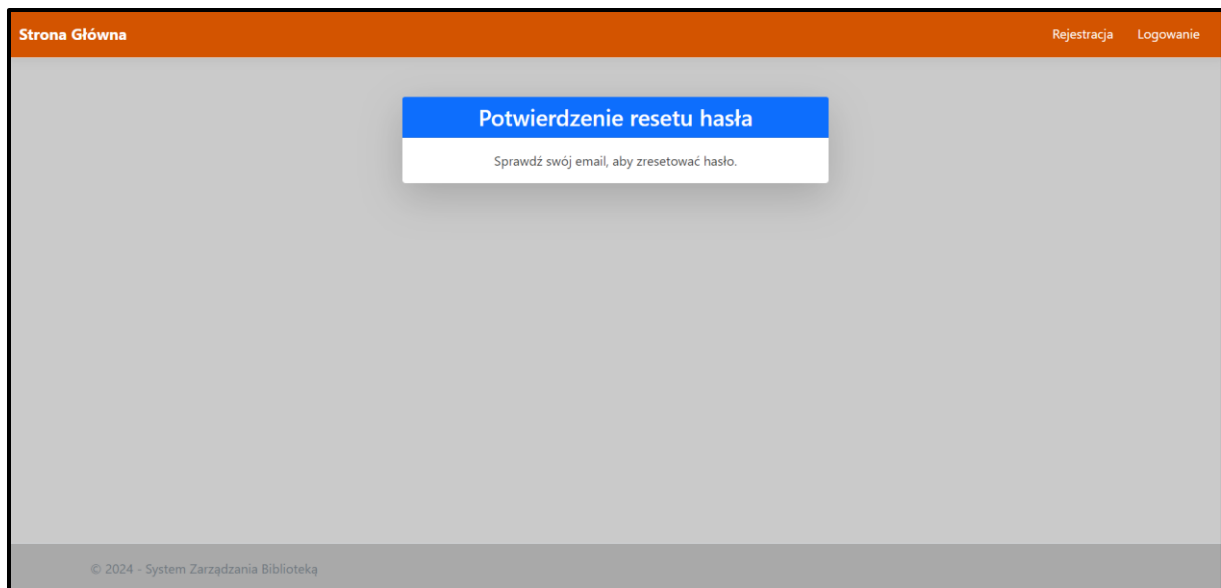 Strona Główna
Rejestracja Logowanie
Potwierdzenie resetu hasła
Sprawdź swój email, aby zresetować hasło.
© 2024 - System Zarządzania Biblioteką